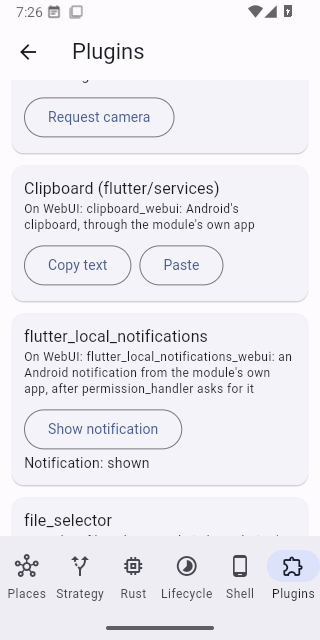 7:26
Plugins
Request camera
Clipboard (flutter/services)
On WebUI: clipboard_webui: Android's
clipboard, through the module's own app
Copy text
Paste
flutter_local_notifications
On WebUI: flutter_local_notifications_webui: an
Android notification from the module's own
app, after permission_handler asks for it
Show notification
Notification: shown
file_selector
Places
Strategy
Rust
Lifecycle
Shell
Plugins